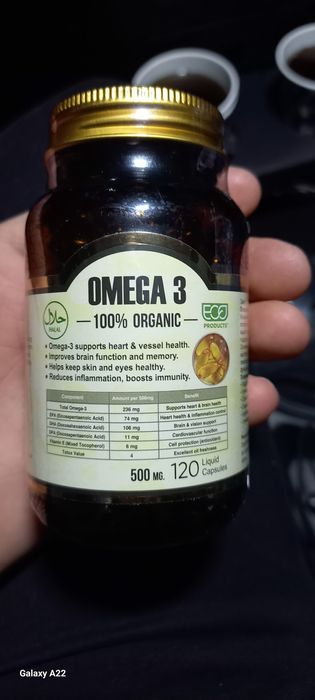 OMEGA 3
100% ORGANIC
حلال
HALAL
ECO
PRODUCTS
• Omega-3 supports heart & vessel health.
• Improves brain function and memory.
• Helps keep skin and eyes healthy.
• Reduces inflammation, boosts immunity.
Component Amount per 500mg Benefit
Total Omega-3 236 mg Supports heart & brain health
EPA (Eicosapentaenoic Acid) 74 mg Heart health & inflammation control
DHA (Docosahexaenoic Acid) 106 mg Brain & vision support
DPA (Docosapentaenoic Acid) 11 mg Cardiovascular function
Vitamin E (Mixed Tocopherol) 6 mg Cell protection (antioxidant)
Totox Value 4 Excellent oil freshness
500 MG. 120 Liquid
Capsules
Galaxy A22